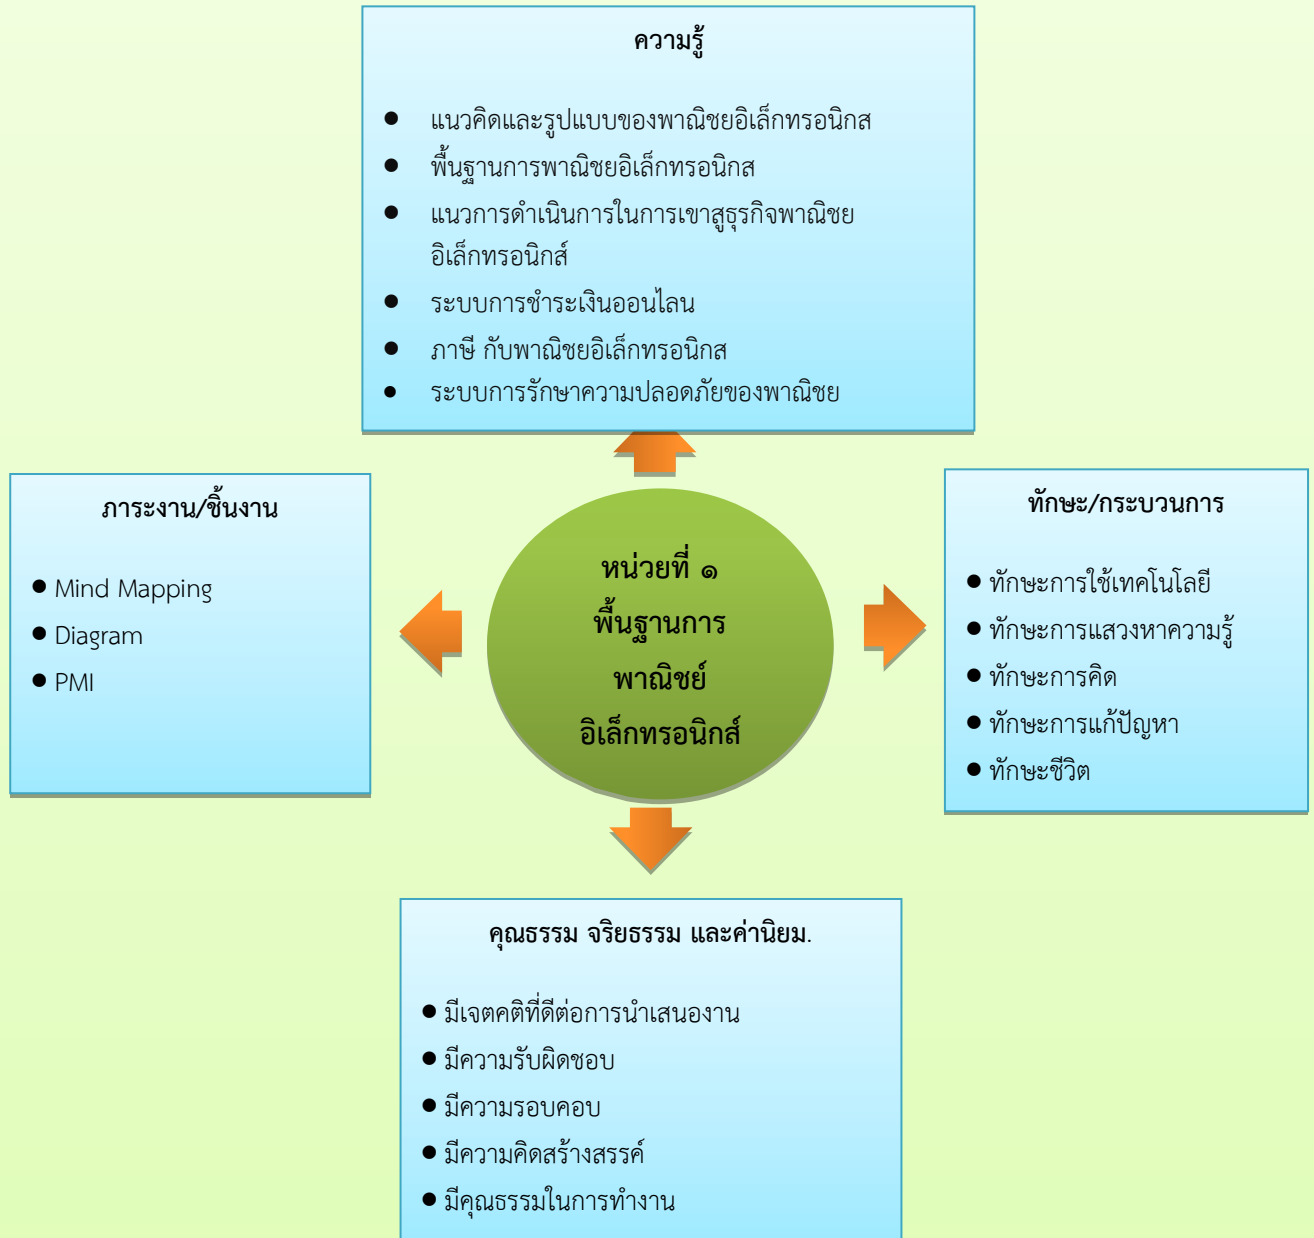 ความรู้
● แนวคิดและรูปแบบของพาณิชยอิเล็กทรอนิกส
● พื้นฐานการพาณิชยอิเล็กทรอนิกส
● แนวการดำเนินการในการเขาสูธุรกิจพาณิชย
อิเล็กทรอนิกส์
● ระบบการชำระเงินออนไลน
● ภาษี กับพาณิชยอิเล็กทรอนิกส
● ระบบการรักษาความปลอดภัยของพาณิชย
ภาระงาน/ชิ้นงาน
● Mind Mapping
● Diagram
● PMI
หน่วยที่ ๑
พื้นฐานการ
พาณิชย์
อิเล็กทรอนิกส์
ทักษะ/กระบวนการ
● ทักษะการใช้เทคโนโลยี
● ทักษะการแสวงหาความรู้
● ทักษะการคิด
● ทักษะการแก้ปัญหา
● ทักษะชีวิต
คุณธรรม จริยธรรม และค่านิยม.
● มีเจตคติที่ดีต่อการนำเสนองาน
● มีความรับผิดชอบ
● มีความรอบคอบ
● มีความคิดสร้างสรรค์
● มีคุณธรรมในการทำงาน